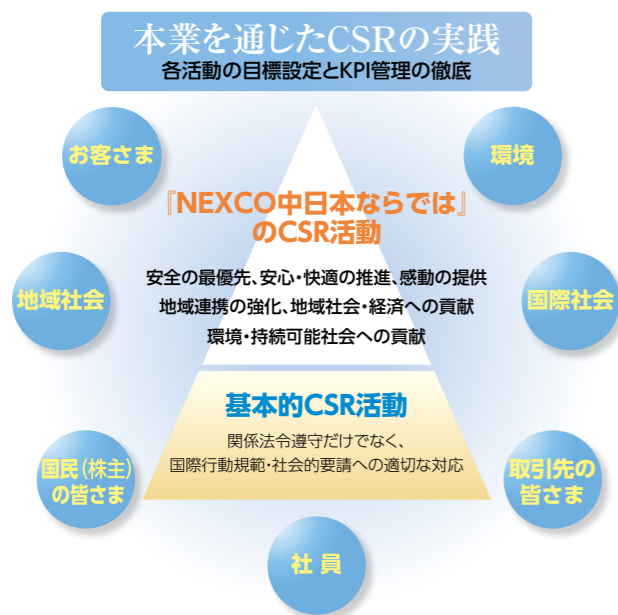 本業を通じたCSRの実践
各活動の目標設定とKPI管理の徹底
お客さま
環境
『NEXCO中日本ならでは』
のCSR活動
安全の最優先、安心・快適の推進、感動の提供
地域連携の強化、地域社会・経済への貢献
環境・持続可能社会への貢献
地域社会
国際社会
基本的CSR活動
関係法令遵守だけでなく、
国際行動規範・社会的要請への適切な対応
国民(株主)
の皆さま
取引先の
皆さま
社員